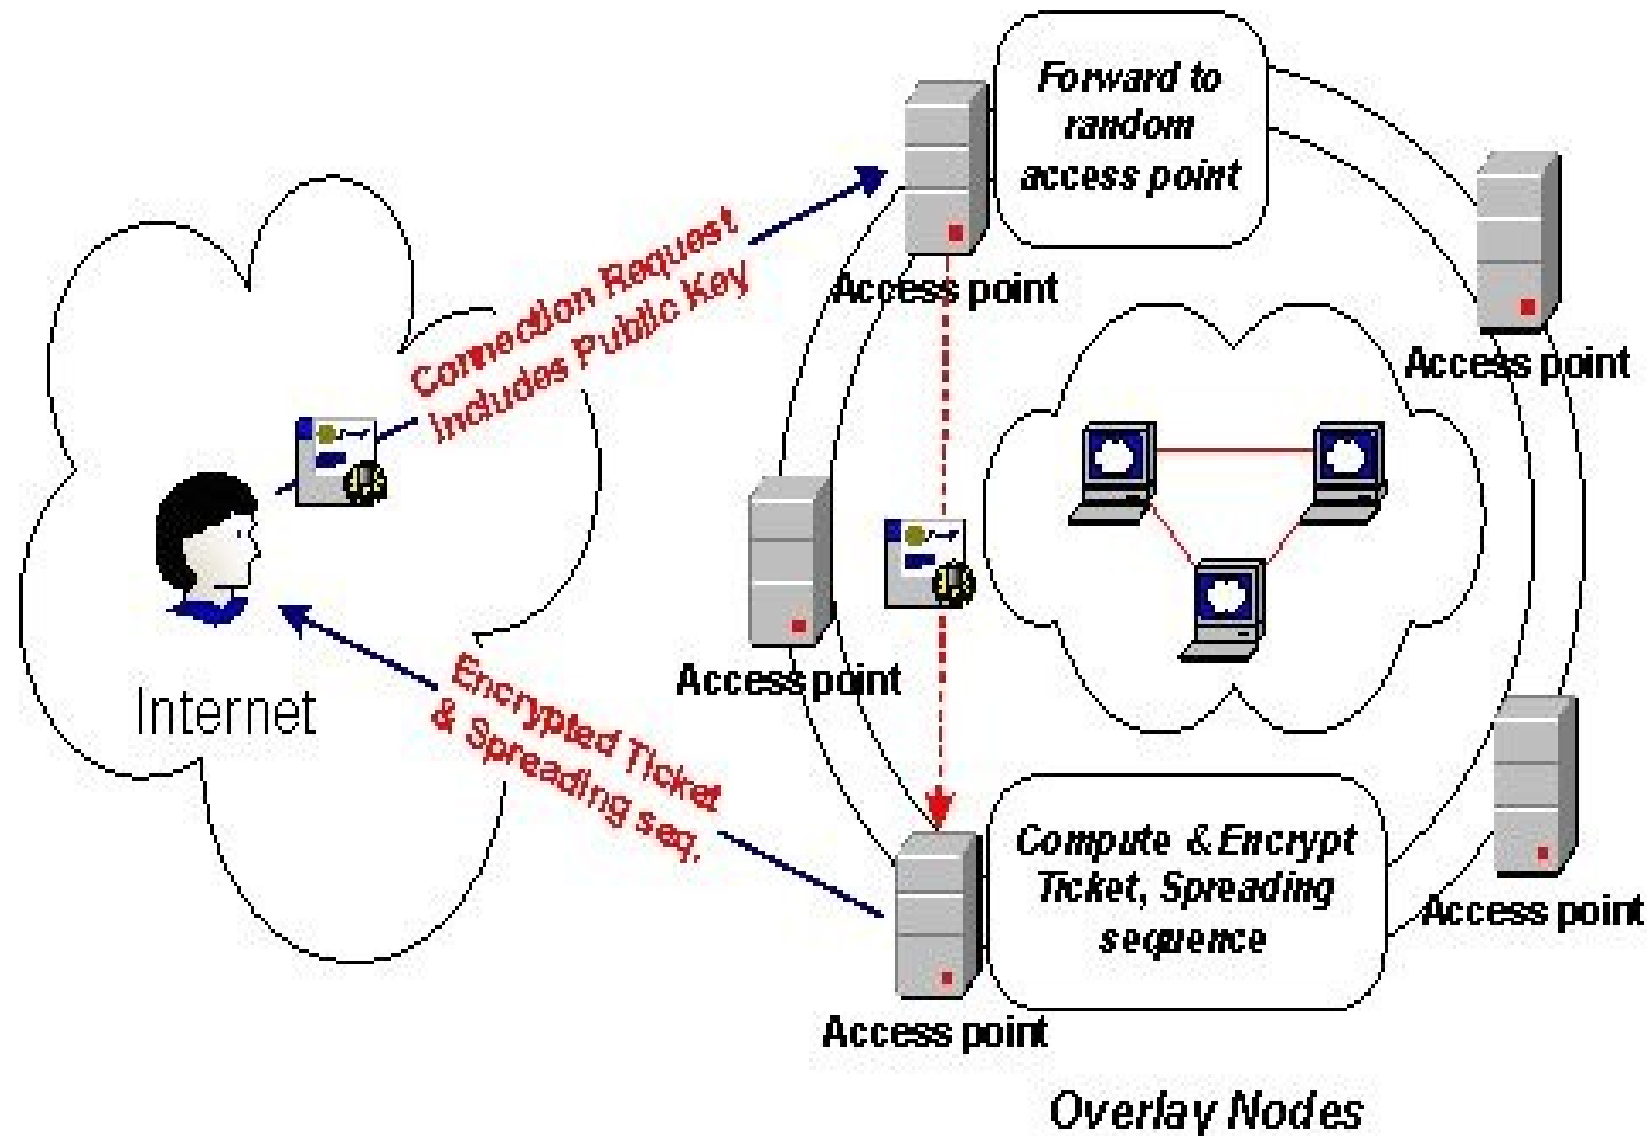 Forward to
random
access point
Connection Request
Includes Public Key
Access point
Access point
Access point
Internet
Encrypted Ticket
& Spreading seq.
Compute & Encrypt
Ticket, Spreading
sequence
Access point
Access point
Overlay Nodes